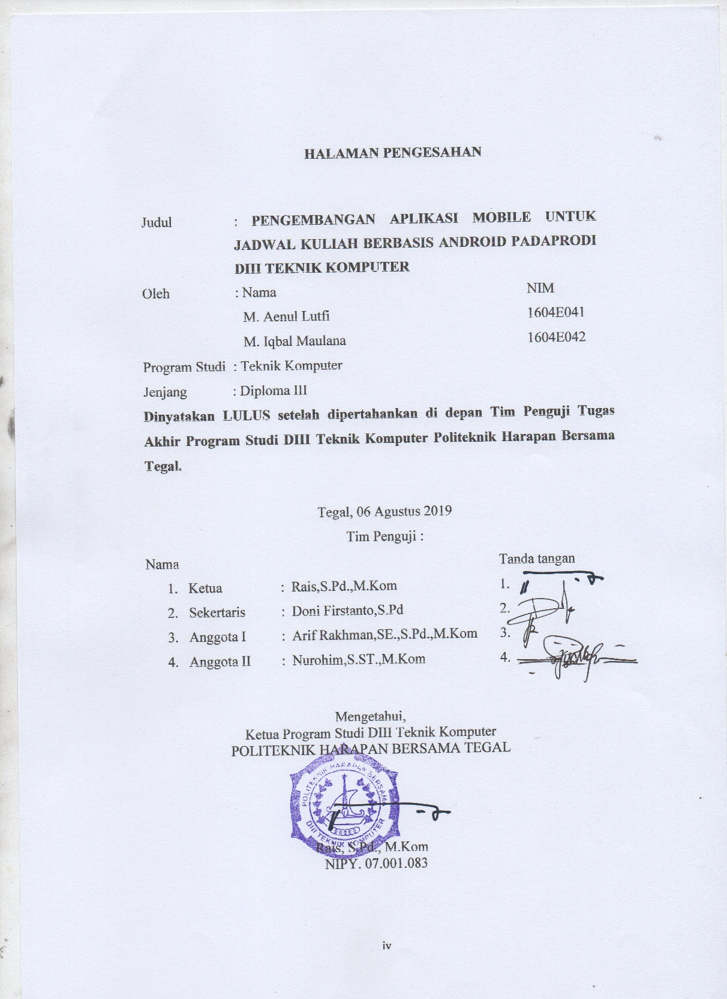 HALAMAN PENGESAHAN
Judul : PENGEMBANGAN APLIKASI MOBILE UNTUK
JADWAL KULIAH BERBASIS ANDROID PADAPRODI
DIII TEKNIK KOMPUTER
Oleh : Nama NIM
M. Aenul Lutfi 1604E041
M. Iqbal Maulana 1604E042
Program Studi : Teknik Komputer
Jenjang : Diploma III
Dinyatakan LULUS setelah dipertahankan di depan Tim Penguji Tugas
Akhir Program Studi DIII Teknik Komputer Politeknik Harapan Bersama
Tegal.
Tegal, 06 Agustus 2019
Tim Penguji :
Nama Tanda tangan
1. Ketua : Rais,S.Pd.,M.Kom 1.
2. Sekertaris : Doni Firstanto,S.Pd 2.
3. Anggota I : Arif Rakhman,SE.,S.Pd.,M.Kom 3.
4. Anggota II : Nurohim,S.ST.,M.Kom 4.
Mengetahui,
Ketua Program Studi DIII Teknik Komputer
POLITEKNIK HARAPAN BERSAMA TEGAL
POLITEKNIK HARAPAN BERSAMA
DIII TEKNIK KOMPUTER
Rais, S.Pd., M.Kom
NIPY. 07.001.083
iv